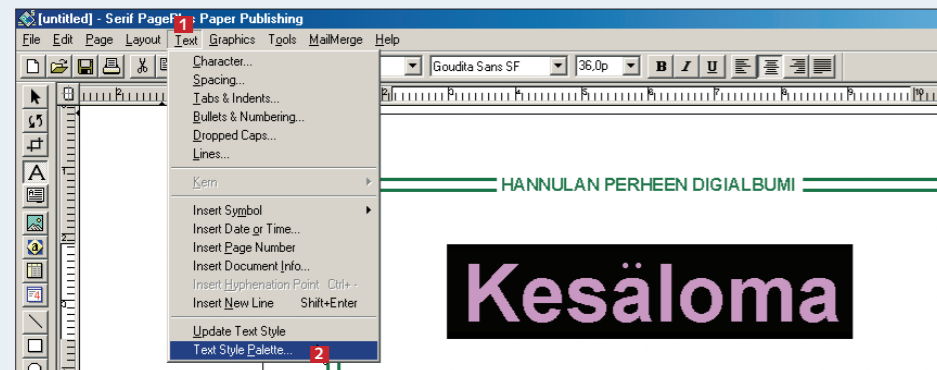 [untitled] - Serif PagePlus: Paper Publishing
1
File Edit Page Layout Text Graphics Tools MailMerge Help
Goudita Sans SF 36,0p B I U
Character...
Spacing...
Tabs & Indents...
Bullets & Numbering...
Dropped Caps...
Lines...
Kern
Insert Symbol
Insert Date or Time...
Insert Page Number
Insert Document Info...
Insert Hyphenation Point Ctrl+-
Insert New Line Shift+Enter
Update Text Style
Text Style Palette... 2
HANNULAN PERHEEN DIGIALBUMI
Kesäloma